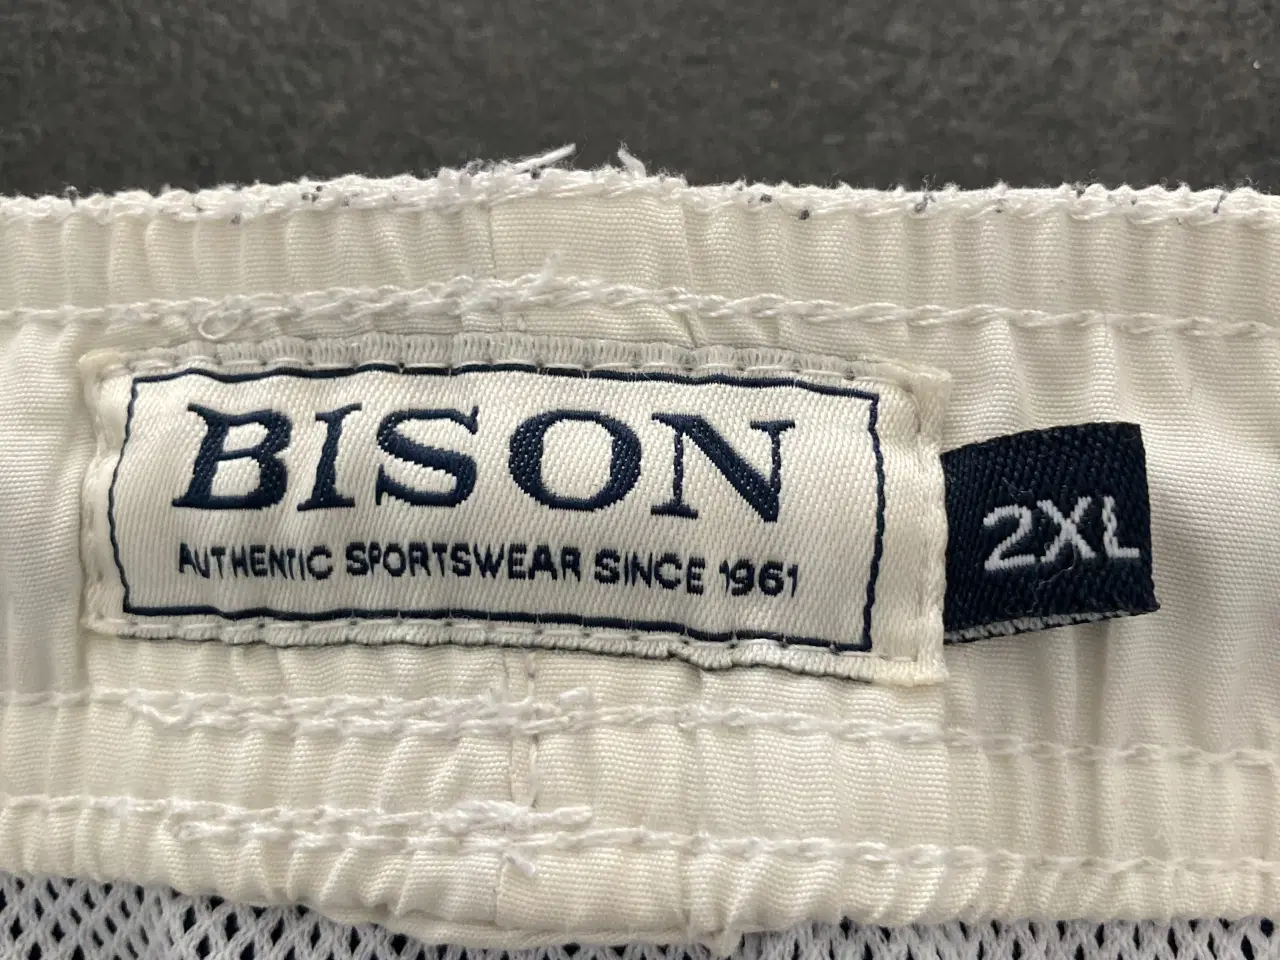 BISON
AUTHENTIC SPORTSWEAR SINCE 1961
2XL